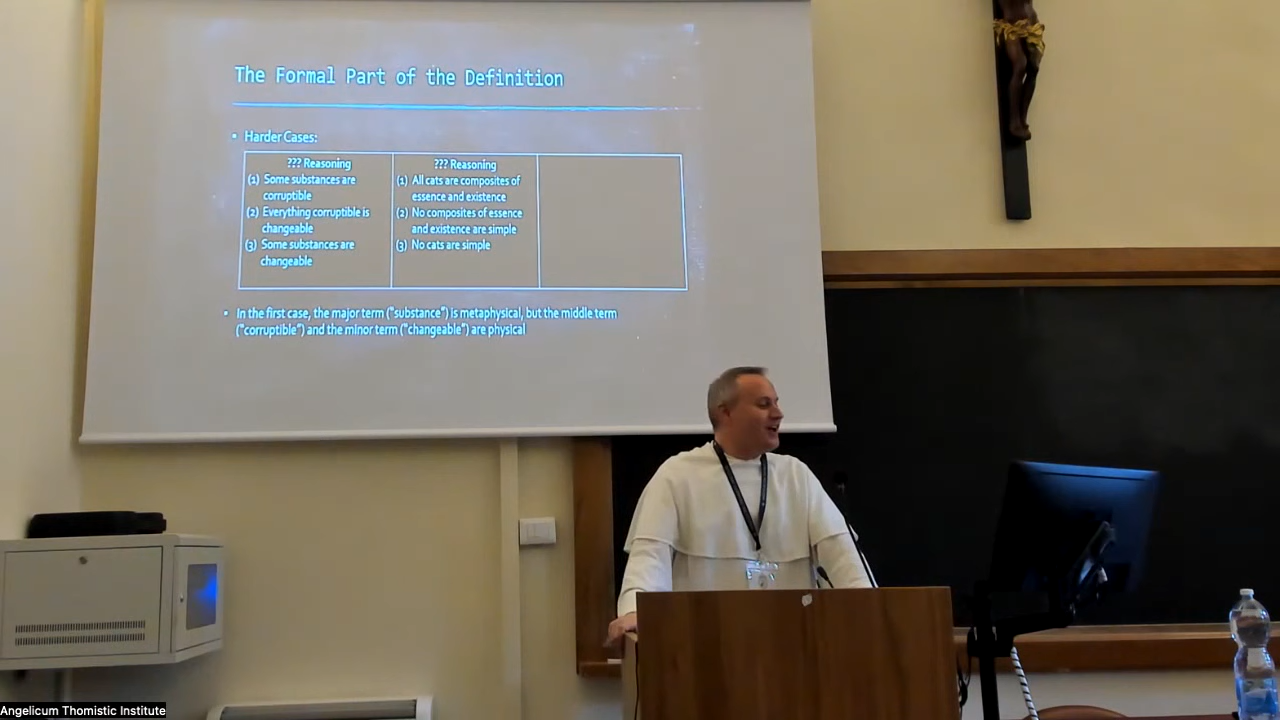 The Formal Part of the Definition
• Harder Cases:
??? Reasoning
(1) Some substances are
corruptible
(2) Everything corruptible is
changeable
(3) Some substances are
changeable
??? Reasoning
(1) All cats are composites of
essence and existence
(2) No composites of essence
and existence are simple
(3) No cats are simple
• In the first case, the major term ("substance") is metaphysical, but the middle term
("corruptible") and the minor term ("changeable") are physical
Angelicum Thomistic Institute